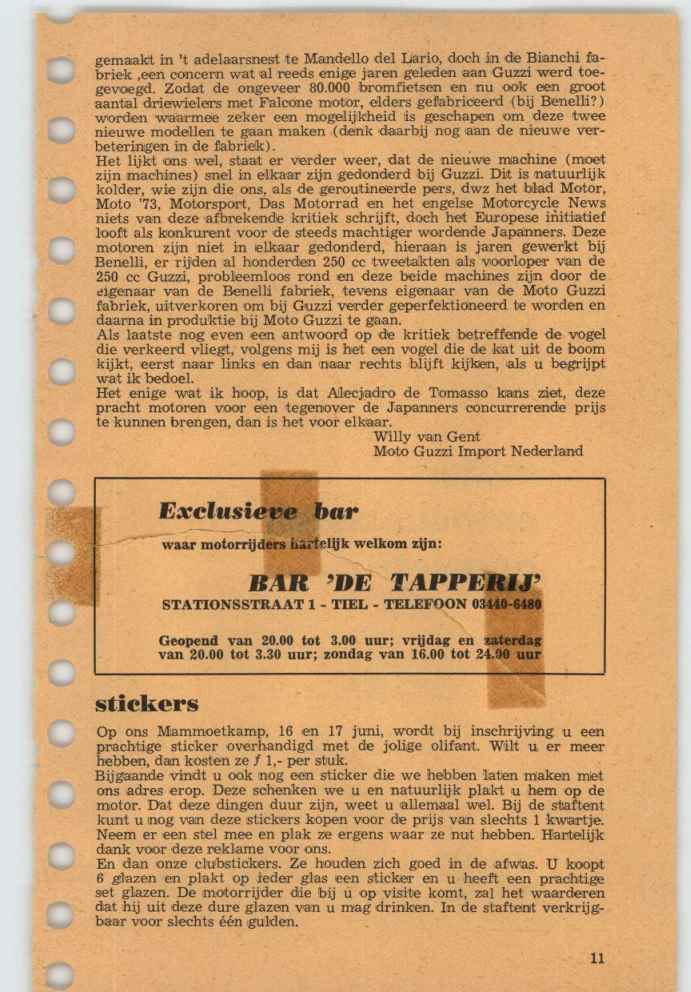 gemaakt in 't adelaarsnest te Mandello del Lario, doch in de Bianchi fa-
briek ,een concern wat al reeds enige jaren geleden aan Guzzi werd toe-
gevoegd. Zodat de ongeveer 80.000 bromfietsen en nu ook een groot
aantal driewielers met Falcone motor, elders gefabriceerd (bij Benelli?)
worden waarmee zeker een mogelijkheid is geschapen om deze twee
nieuwe modellen te gaan maken (denk daarbij nog aan de nieuwe ver-
beteringen in de fabriek).
Het lijkt ons wel, staat er verder weer, dat de nieuwe machine (moet
zijn machines) snel in elkaar zijn gedonderd bij Guzzi. Dit is natuurlijk
kolder, wie zijn die ons, als de geroutineerde pers, dwz het blad Motor,
Moto '73, Motorsport, Das Motorrad en het engelse Motorcycle News
niets van deze afbrekende kritiek schrijft, doch het Europese initiatief
looft als konkurent voor de steeds machtiger wordende Japanners. Deze
motoren zijn niet in elkaar gedonderd, hieraan is jaren gewerkt bij
Benelli, er rijden al honderden 250 cc tweetakten als voorloper van de
250 cc Guzzi, probleemloos rond en deze beide machines zijn door de
eigenaar van de Benelli fabriek, tevens eigenaar van de Moto Guzzi
fabriek, uitverkoren om bij Guzzi verder geperfektioneerd te worden en
daarna in produktie bij Moto Guzzi te gaan.
Als laatste nog even een antwoord op de kritiek betreffende de vogel
die verkeerd vliegt, volgens mij is het een vogel die de kat uit de boom
kijkt, eerst naar links en dan naar rechts blijft kijken, als u begrijpt
wat ik bedoel.
Het enige wat ik hoop, is dat Alecjadro de Tomasso kans ziet, deze
pracht motoren voor een tegenover de Japanners concurrerende prijs
te kunnen brengen, dan is het voor elkaar.
Willy van Gent
Moto Guzzi Import Nederland
Exclusieve bar
waar motorrijders hartelijk welkom zijn:
BAR 'DE TAPPERIJ'
STATIONSSTRAAT 1 - TIEL - TELEFOON 03440-6480
Geopend van 20.00 tot 3.00 uur; vrijdag en zaterdag
van 20.00 tot 3.30 uur; zondag van 16.00 tot 24.00 uur
stickers
Op ons Mammoetkamp, 16 en 17 juni, wordt bij inschrijving u een
prachtige sticker overhandigd met de jolige olifant. Wilt u er meer
hebben, dan kosten ze f 1,- per stuk.
Bijgaande vindt u ook nog een sticker die we hebben laten maken met
ons adres erop. Deze schenken we u en natuurlijk plakt u hem op de
motor. Dat deze dingen duur zijn, weet u allemaal wel. Bij de staftent
kunt u nog van deze stickers kopen voor de prijs van slechts 1 kwartje.
Neem er een stel mee en plak ze ergens waar ze nut hebben. Hartelijk
dank voor deze reklame voor ons.
En dan onze clubstickers. Ze houden zich goed in de afwas. U koopt
6 glazen en plakt op ieder glas een sticker en u heeft een prachtige
set glazen. De motorrijder die bij u op visite komt, zal het waarderen
dat hij uit deze dure glazen van u mag drinken. In de staftent verkrijg-
baar voor slechts één gulden.
11